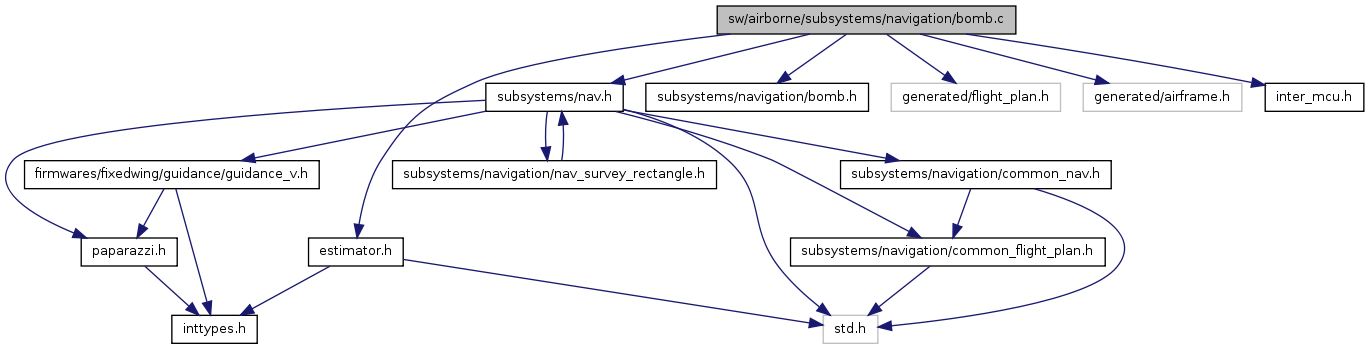 sw/airborne/subsystems/navigation/bomb.c
subsystems/nav.h
subsystems/navigation/bomb.h
generated/flight_plan.h
generated/airframe.h
inter_mcu.h
firmwares/fixedwing/guidance/guidance_v.h
subsystems/navigation/nav_survey_rectangle.h
subsystems/navigation/common_nav.h
paparazzi.h
estimator.h
subsystems/navigation/common_flight_plan.h
inttypes.h
std.h